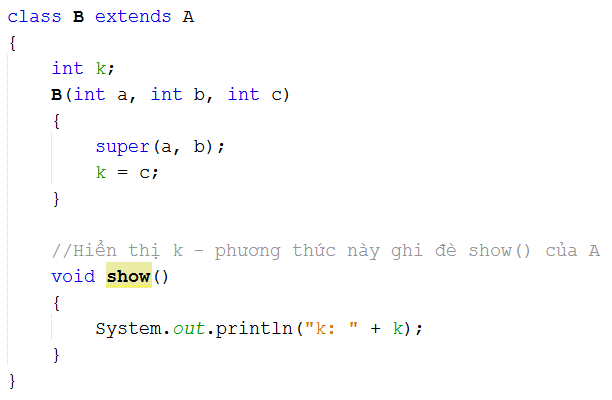 class B extends A
{
int k;
B(int a, int b, int c)
{
super(a, b);
k = c;
}
//Hiển thị k - phương thức này ghi đè show() của A
void show()
{
System.out.println("k: " + k);
}
}